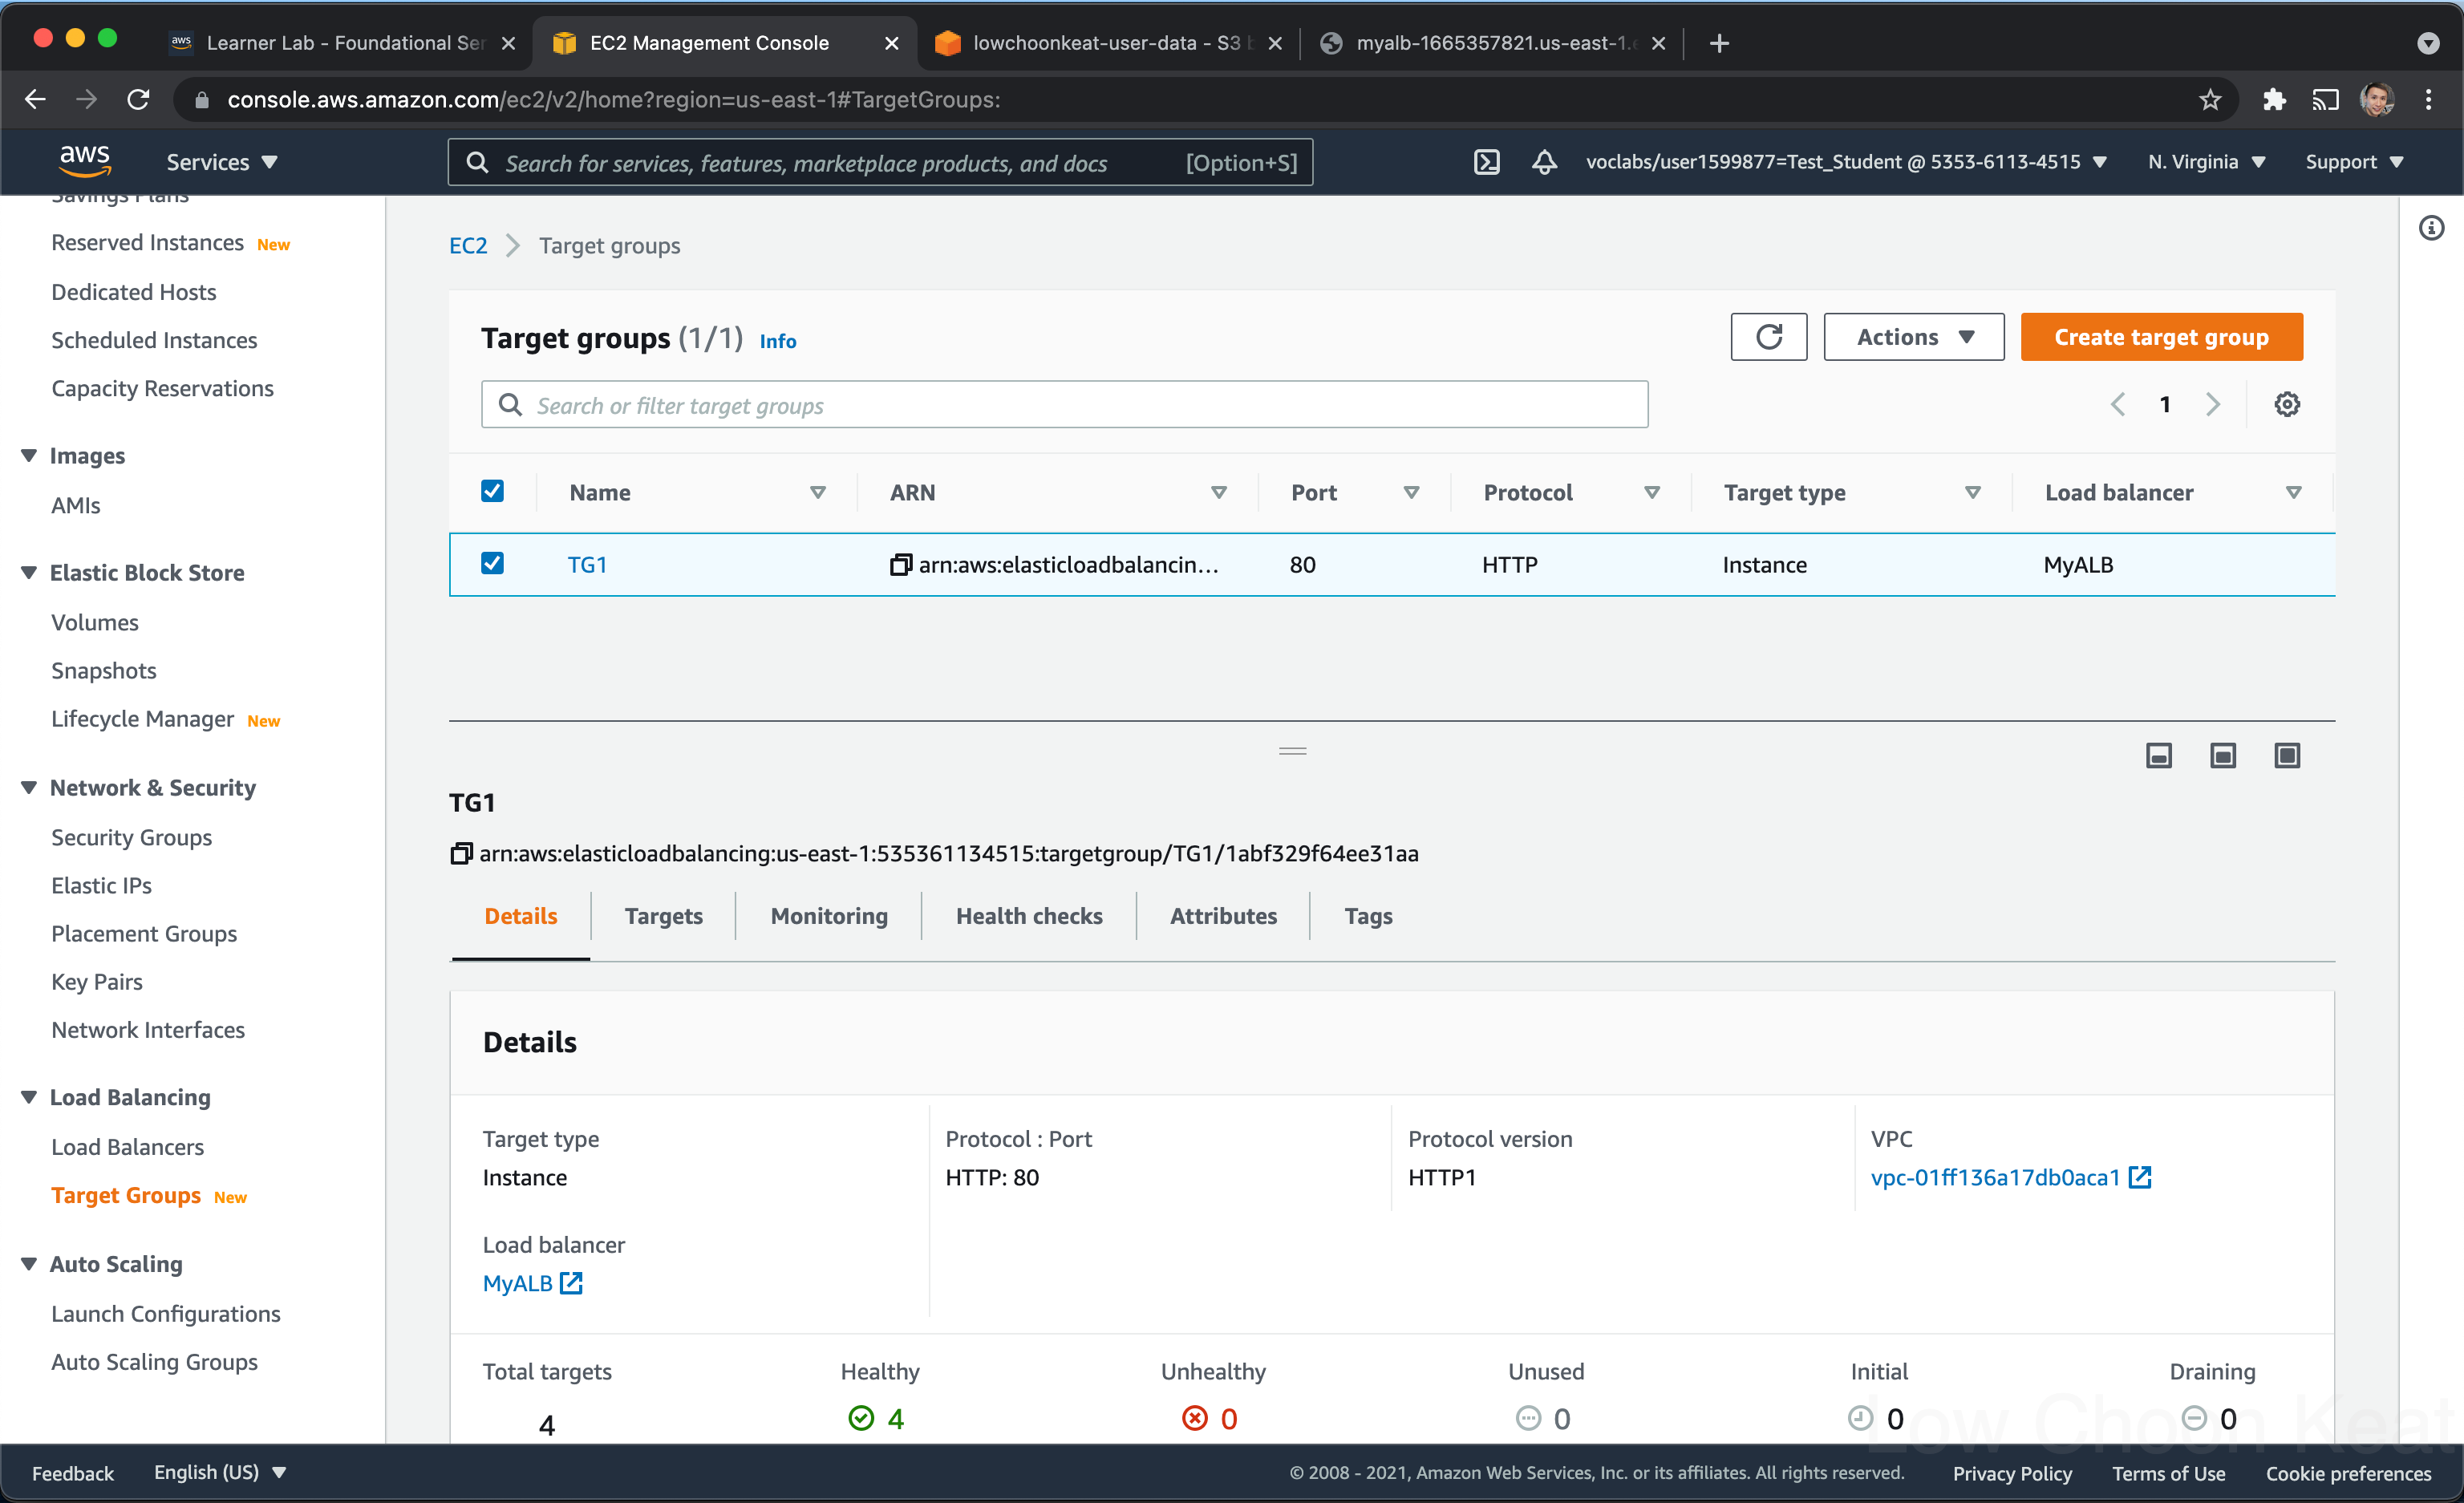 aws Learner Lab - Foundational Ser
EC2 Management Console
lowchoonkeat-user-data - S3 b
myalb-1665357821.us-east-1.e
console.aws.amazon.com/ec2/v2/home?region=us-east-1#TargetGroups:
aws
Services
Search for services, features, marketplace products, and docs [Option+S]
voclabs/user1599877=Test_Student @ 5353-6113-4515
N. Virginia
Support
Savings Plans
Reserved Instances New
Dedicated Hosts
Scheduled Instances
Capacity Reservations
Images
AMIs
Elastic Block Store
Volumes
Snapshots
Lifecycle Manager New
Network & Security
Security Groups
Elastic IPs
Placement Groups
Key Pairs
Network Interfaces
Load Balancing
Load Balancers
Target Groups New
Auto Scaling
Launch Configurations
Auto Scaling Groups
EC2 > Target groups
Target groups (1/1) Info
Actions
Create target group
Search or filter target groups
1
Name ARN Port Protocol Target type Load balancer
TG1 arn:aws:elasticloadbalancin... 80 HTTP Instance MyALB
TG1
arn:aws:elasticloadbalancing:us-east-1:535361134515:targetgroup/TG1/1abf329f64ee31aa
Details Targets Monitoring Health checks Attributes Tags
Details
Target type Protocol : Port Protocol version VPC
Instance HTTP: 80 HTTP1 vpc-01ff136a17db0aca1
Load balancer
MyALB
Total targets Healthy Unhealthy Unused Initial Draining
4 4 0 0 0 0
Low Choon Keat
Feedback English (US) © 2008 - 2021, Amazon Web Services, Inc. or its affiliates. All rights reserved. Privacy Policy Terms of Use Cookie preferences